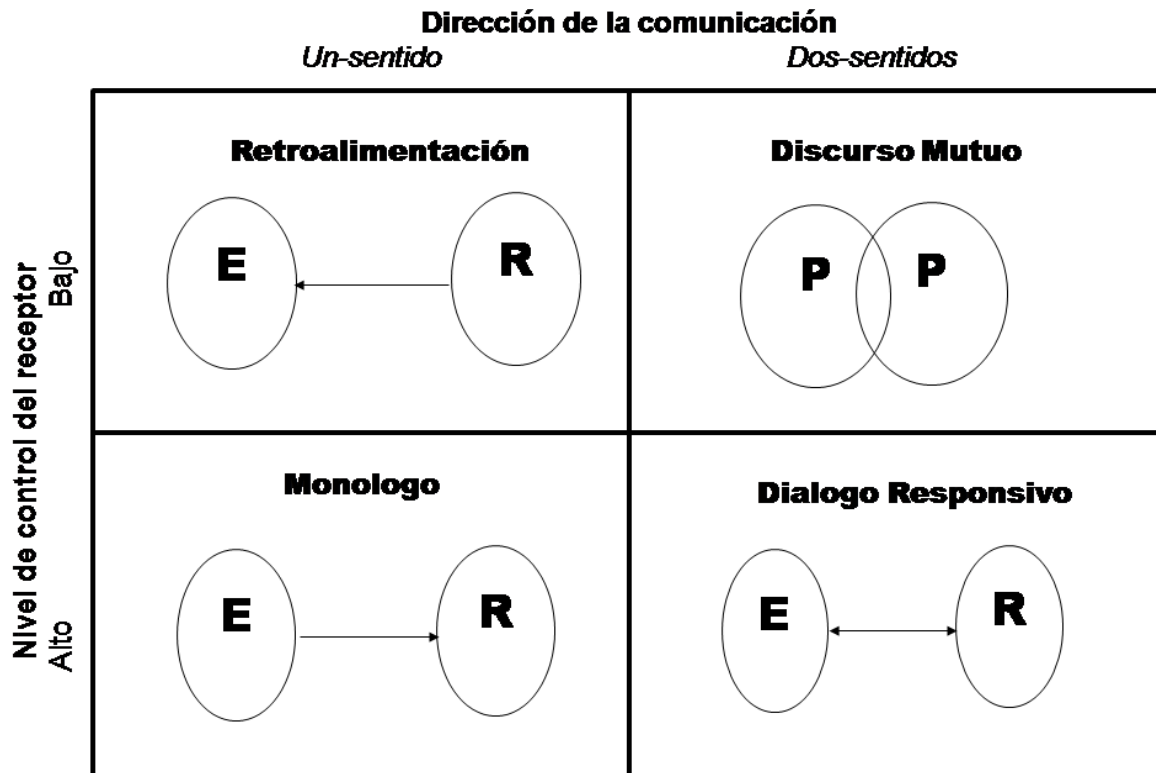 Dirección de la comunicación
Un-sentido Dos-sentidos
Nivel de control del receptor
Bajo
Retroalimentación
E R
Discurso Mutuo
P P
Alto
Monologo
E R
Dialogo Responsivo
E R